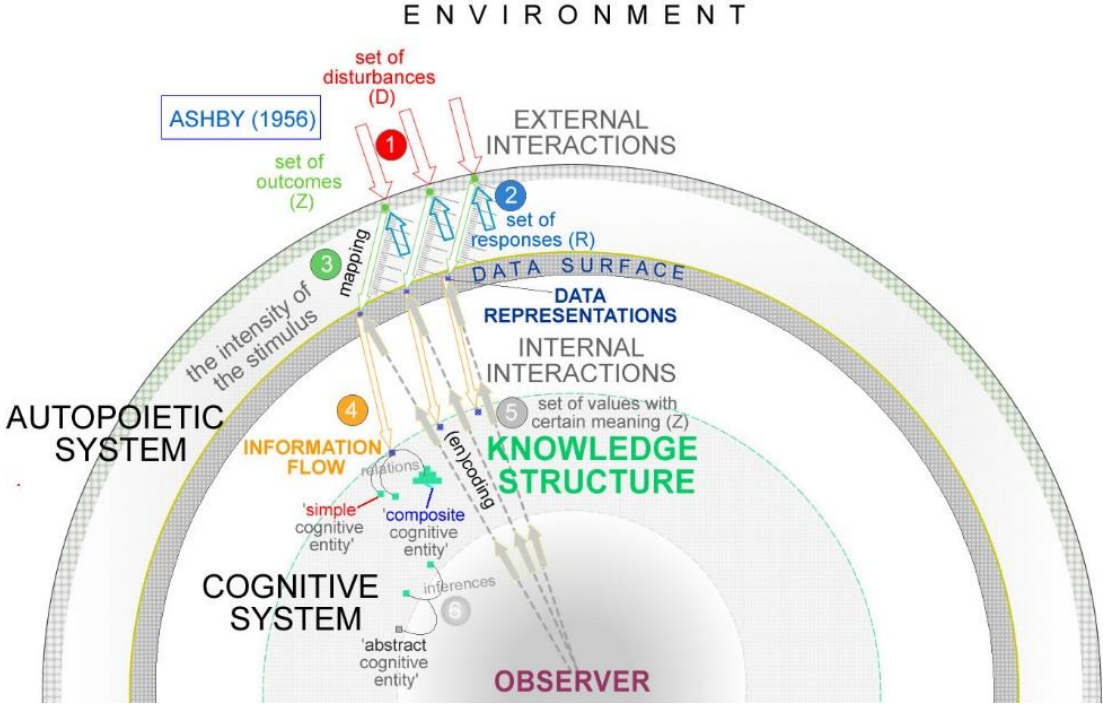 ENVIRONMENT
set of
disturbances
(D)
ASHBY (1956)
1
EXTERNAL
INTERACTIONS
set of
outcomes
(Z)
2
set of
responses (R)
3
mapping
DATA SURFACE
the intensity of
the stimulus
DATA
REPRESENTATIONS
INTERNAL
INTERACTIONS
AUTOPOIETIC
SYSTEM
4
INFORMATION
FLOW
5
set of values with
certain meaning (Z)
KNOWLEDGE
STRUCTURE
(en)coding
relations
'simple
cognitive
entity'
'composite
cognitive
entity'
COGNITIVE
SYSTEM
inferences
6
'abstract
cognitive
entity'
OBSERVER